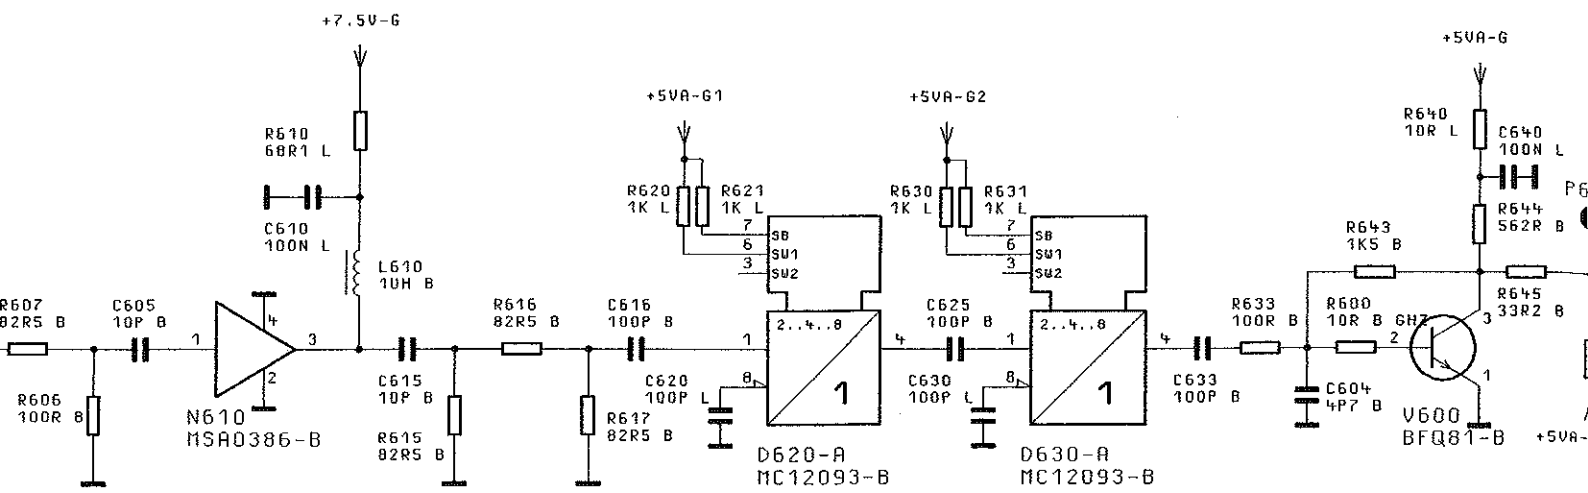 +7.5V-G
R610
68R1 L
C610
100N L
L610
1UH B
R607
82R5 B
C605
10P B
1
4
3
2
R606
100R B
N610
MSA0386-B
C615
10P B
R615
82R5 B
R616
82R5 B
C616
100P B
R617
82R5 B
+5VA-G1
R620
1K L
R621
1K L
7
6
3
SB
SW1
SW2
2..4..8
1
8
1
4
C620
100P L
D620-A
MC12093-B
+5VA-G2
R630
1K L
R631
1K L
7
6
3
SB
SW1
SW2
C625
100P B
2..4..8
1
8
1
4
C630
100P L
D630-A
MC12093-B
C633
100P B
R633
100R B
R600
10R B
GHZ
C604
4P7 B
R643
1K5 B
+5VA-G
R640
10R L
C640
100N L
R644
562R B
R645
33R2 B
2
3
1
V600
BFQ81-B
P6
+5VA-